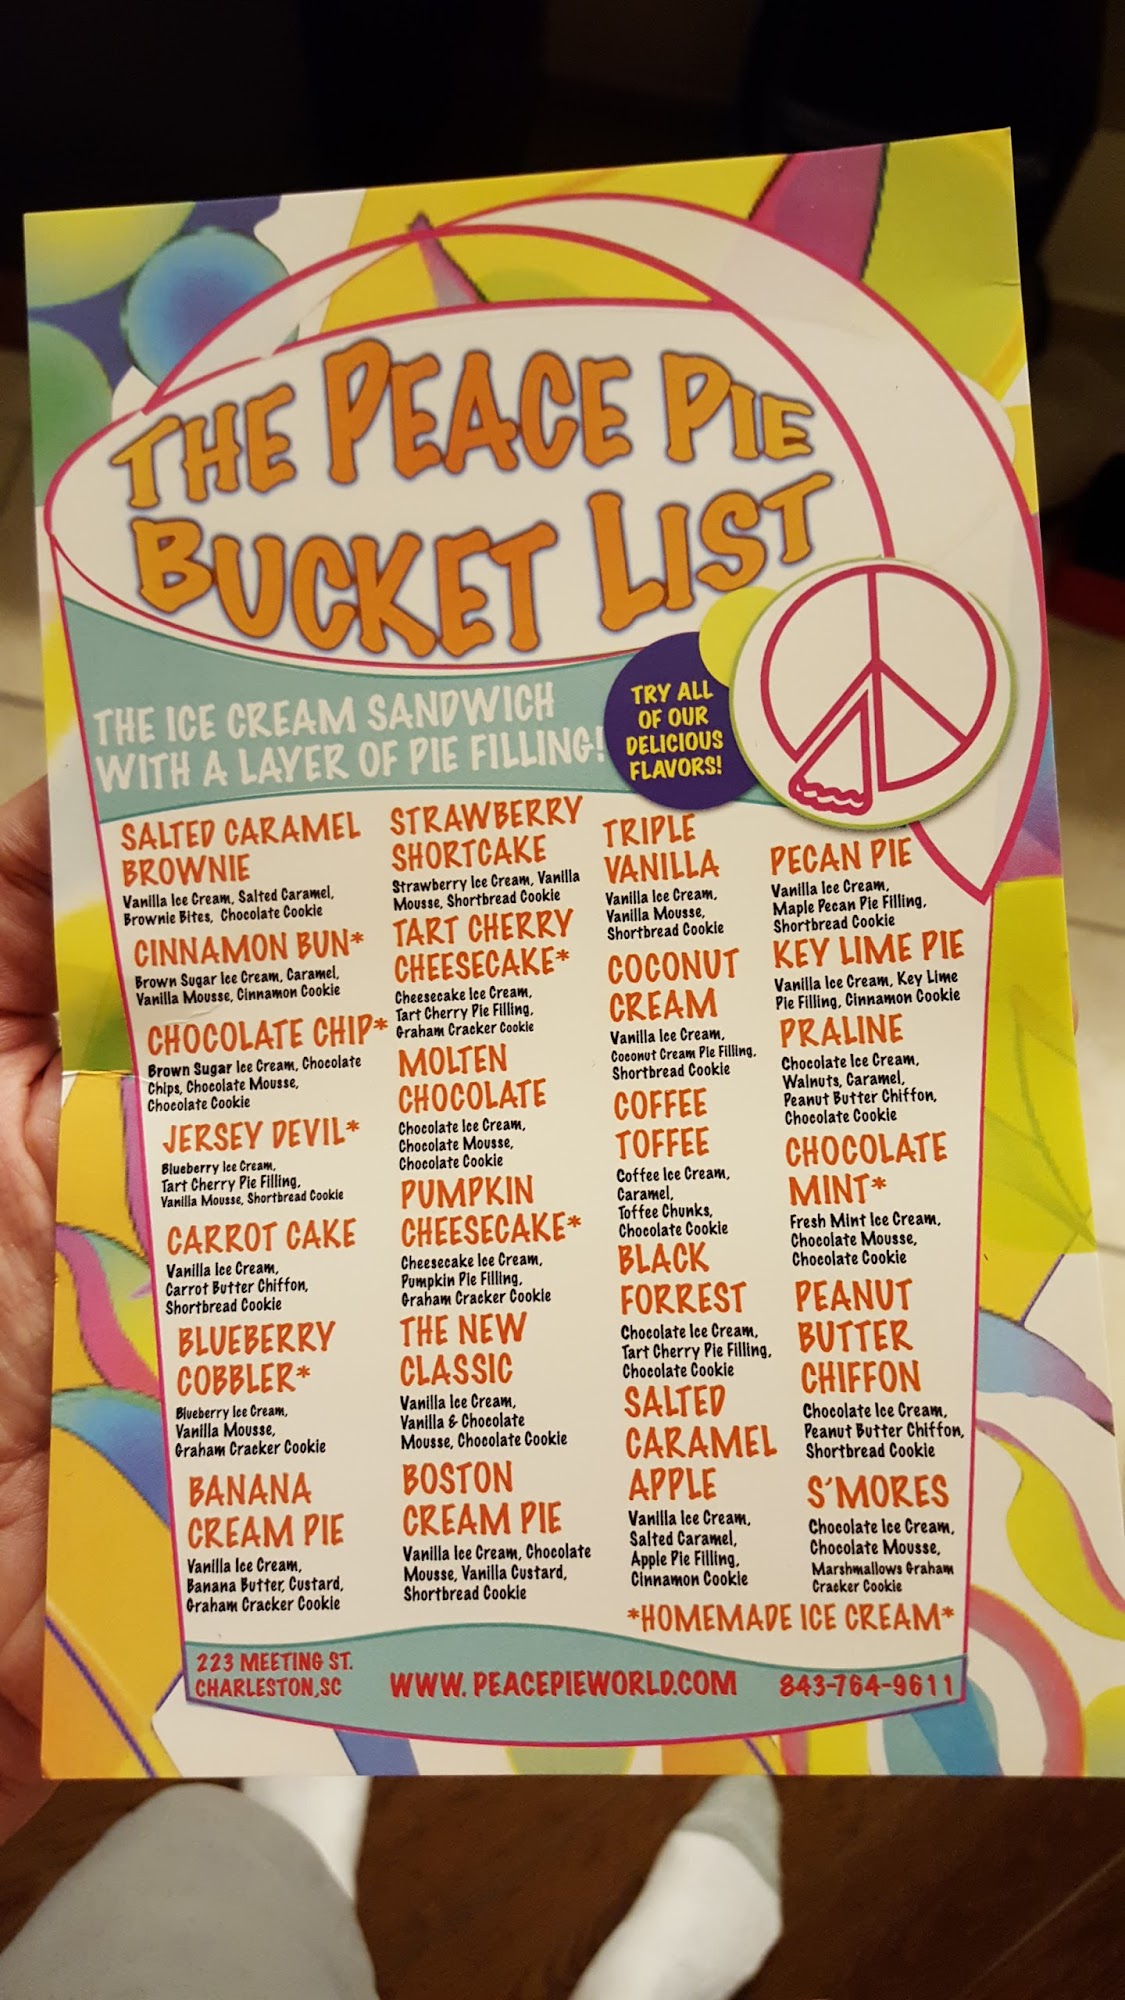 THE PEACE PIE
BUCKET LIST
THE ICE CREAM SANDWICH
WITH A LAYER OF PIE FILLING!
TRY ALL
OF OUR
DELICIOUS
FLAVORS!
SALTED CARAMEL
BROWNIE
Vanilla Ice Cream, Salted Caramel,
Brownie Bites, Chocolate Cookie
CINNAMON BUN*
Brown Sugar Ice Cream, Caramel,
Vanilla Mousse, Cinnamon Cookie
CHOCOLATE CHIP*
Brown Sugar Ice Cream, Chocolate
Chips, Chocolate Mousse,
Chocolate Cookie
JERSEY DEVIL*
Blueberry Ice Cream,
Tart Cherry Pie Filling,
Vanilla Mousse, Shortbread Cookie
CARROT CAKE
Vanilla Ice Cream,
Carrot Butter Chiffon,
Shortbread Cookie
BLUEBERRY
COBBLER*
Blueberry Ice Cream,
Vanilla Mousse,
Graham Cracker Cookie
BANANA
CREAM PIE
Vanilla Ice Cream,
Banana Butter, Custard,
Graham Cracker Cookie
STRAWBERRY
SHORTCAKE
Strawberry Ice Cream, Vanilla
Mousse, Shortbread Cookie
TART CHERRY
CHEESECAKE*
Cheesecake Ice Cream,
Tart Cherry Pie Filling,
Graham Cracker Cookie
MOLTEN
CHOCOLATE
Chocolate Ice Cream,
Chocolate Mousse,
Chocolate Cookie
PUMPKIN
CHEESECAKE*
Cheesecake Ice Cream,
Pumpkin Pie Filling,
Graham Cracker Cookie
THE NEW
CLASSIC
Vanilla Ice Cream,
Vanilla & Chocolate
Mousse, Chocolate Cookie
BOSTON
CREAM PIE
Vanilla Ice Cream, Chocolate
Mousse, Vanilla Custard,
Shortbread Cookie
TRIPLE
VANILLA
Vanilla Ice Cream,
Vanilla Mousse,
Shortbread Cookie
COCONUT
CREAM
Vanilla Ice Cream,
Coconut Cream Pie Filling,
Shortbread Cookie
COFFEE
TOFFEE
Coffee Ice Cream,
Caramel,
Toffee Chunks,
Chocolate Cookie
BLACK
FORREST
Chocolate Ice Cream,
Tart Cherry Pie Filling,
Chocolate Cookie
SALTED
CARAMEL
APPLE
Vanilla Ice Cream,
Salted Caramel,
Apple Pie Filling,
Cinnamon Cookie
PECAN PIE
Vanilla Ice Cream,
Maple Pecan Pie Filling,
Shortbread Cookie
KEY LIME PIE
Vanilla Ice Cream, Key Lime
Pie Filling, Cinnamon Cookie
PRALINE
Chocolate Ice Cream,
Walnuts, Caramel,
Peanut Butter Chiffon,
Chocolate Cookie
CHOCOLATE
MINT*
Fresh Mint Ice Cream,
Chocolate Mousse,
Chocolate Cookie
PEANUT
BUTTER
CHIFFON
Chocolate Ice Cream,
Peanut Butter Chiffon,
Shortbread Cookie
S'MORES
Chocolate Ice Cream,
Chocolate Mousse,
Marshmallows Graham
Cracker Cookie
*HOMEMADE ICE CREAM*
223 MEETING ST.
CHARLESTON,SC
WWW. PEACEPIEWORLD.COM
843-764-9611